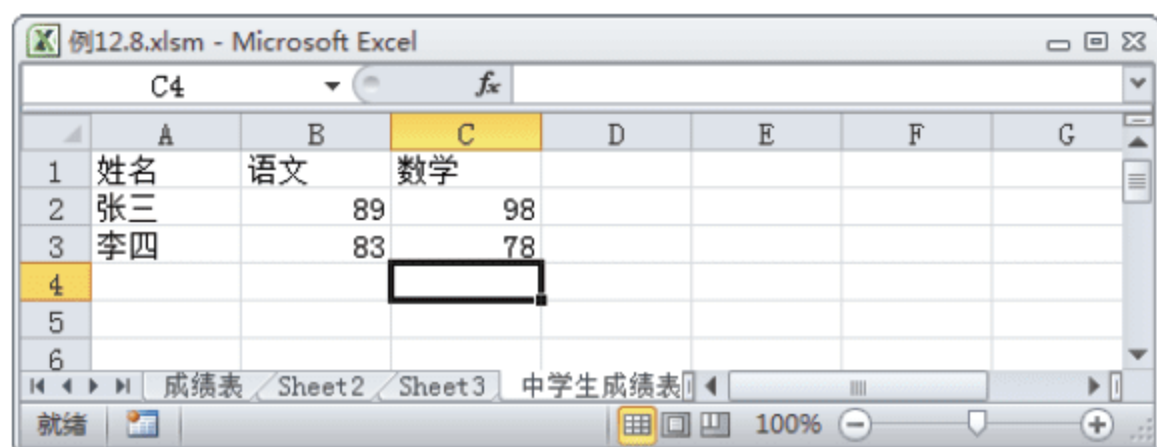 例12.8.xlsm - Microsoft Excel
C4 fx
A B C D E F G
1 姓名 语文 数学
2 张三 89 98
3 李四 83 78
4
5
6
成绩表 Sheet2 Sheet3 中学生成绩表
就绪 100%